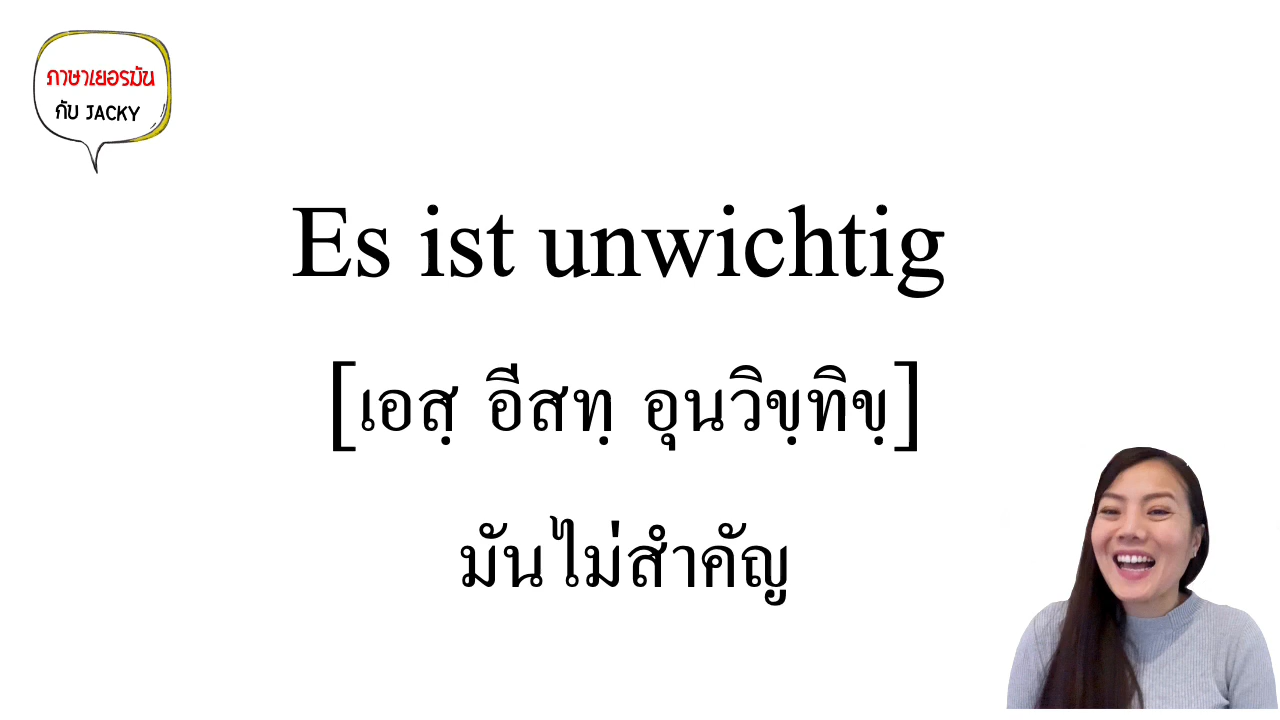 ภาษาเยอรมัน
กับ JACKY
Es ist unwichtig
[เอสฺ อีสทฺ อุนวิขฺทิขฺ]
มันไม่สำคัญ